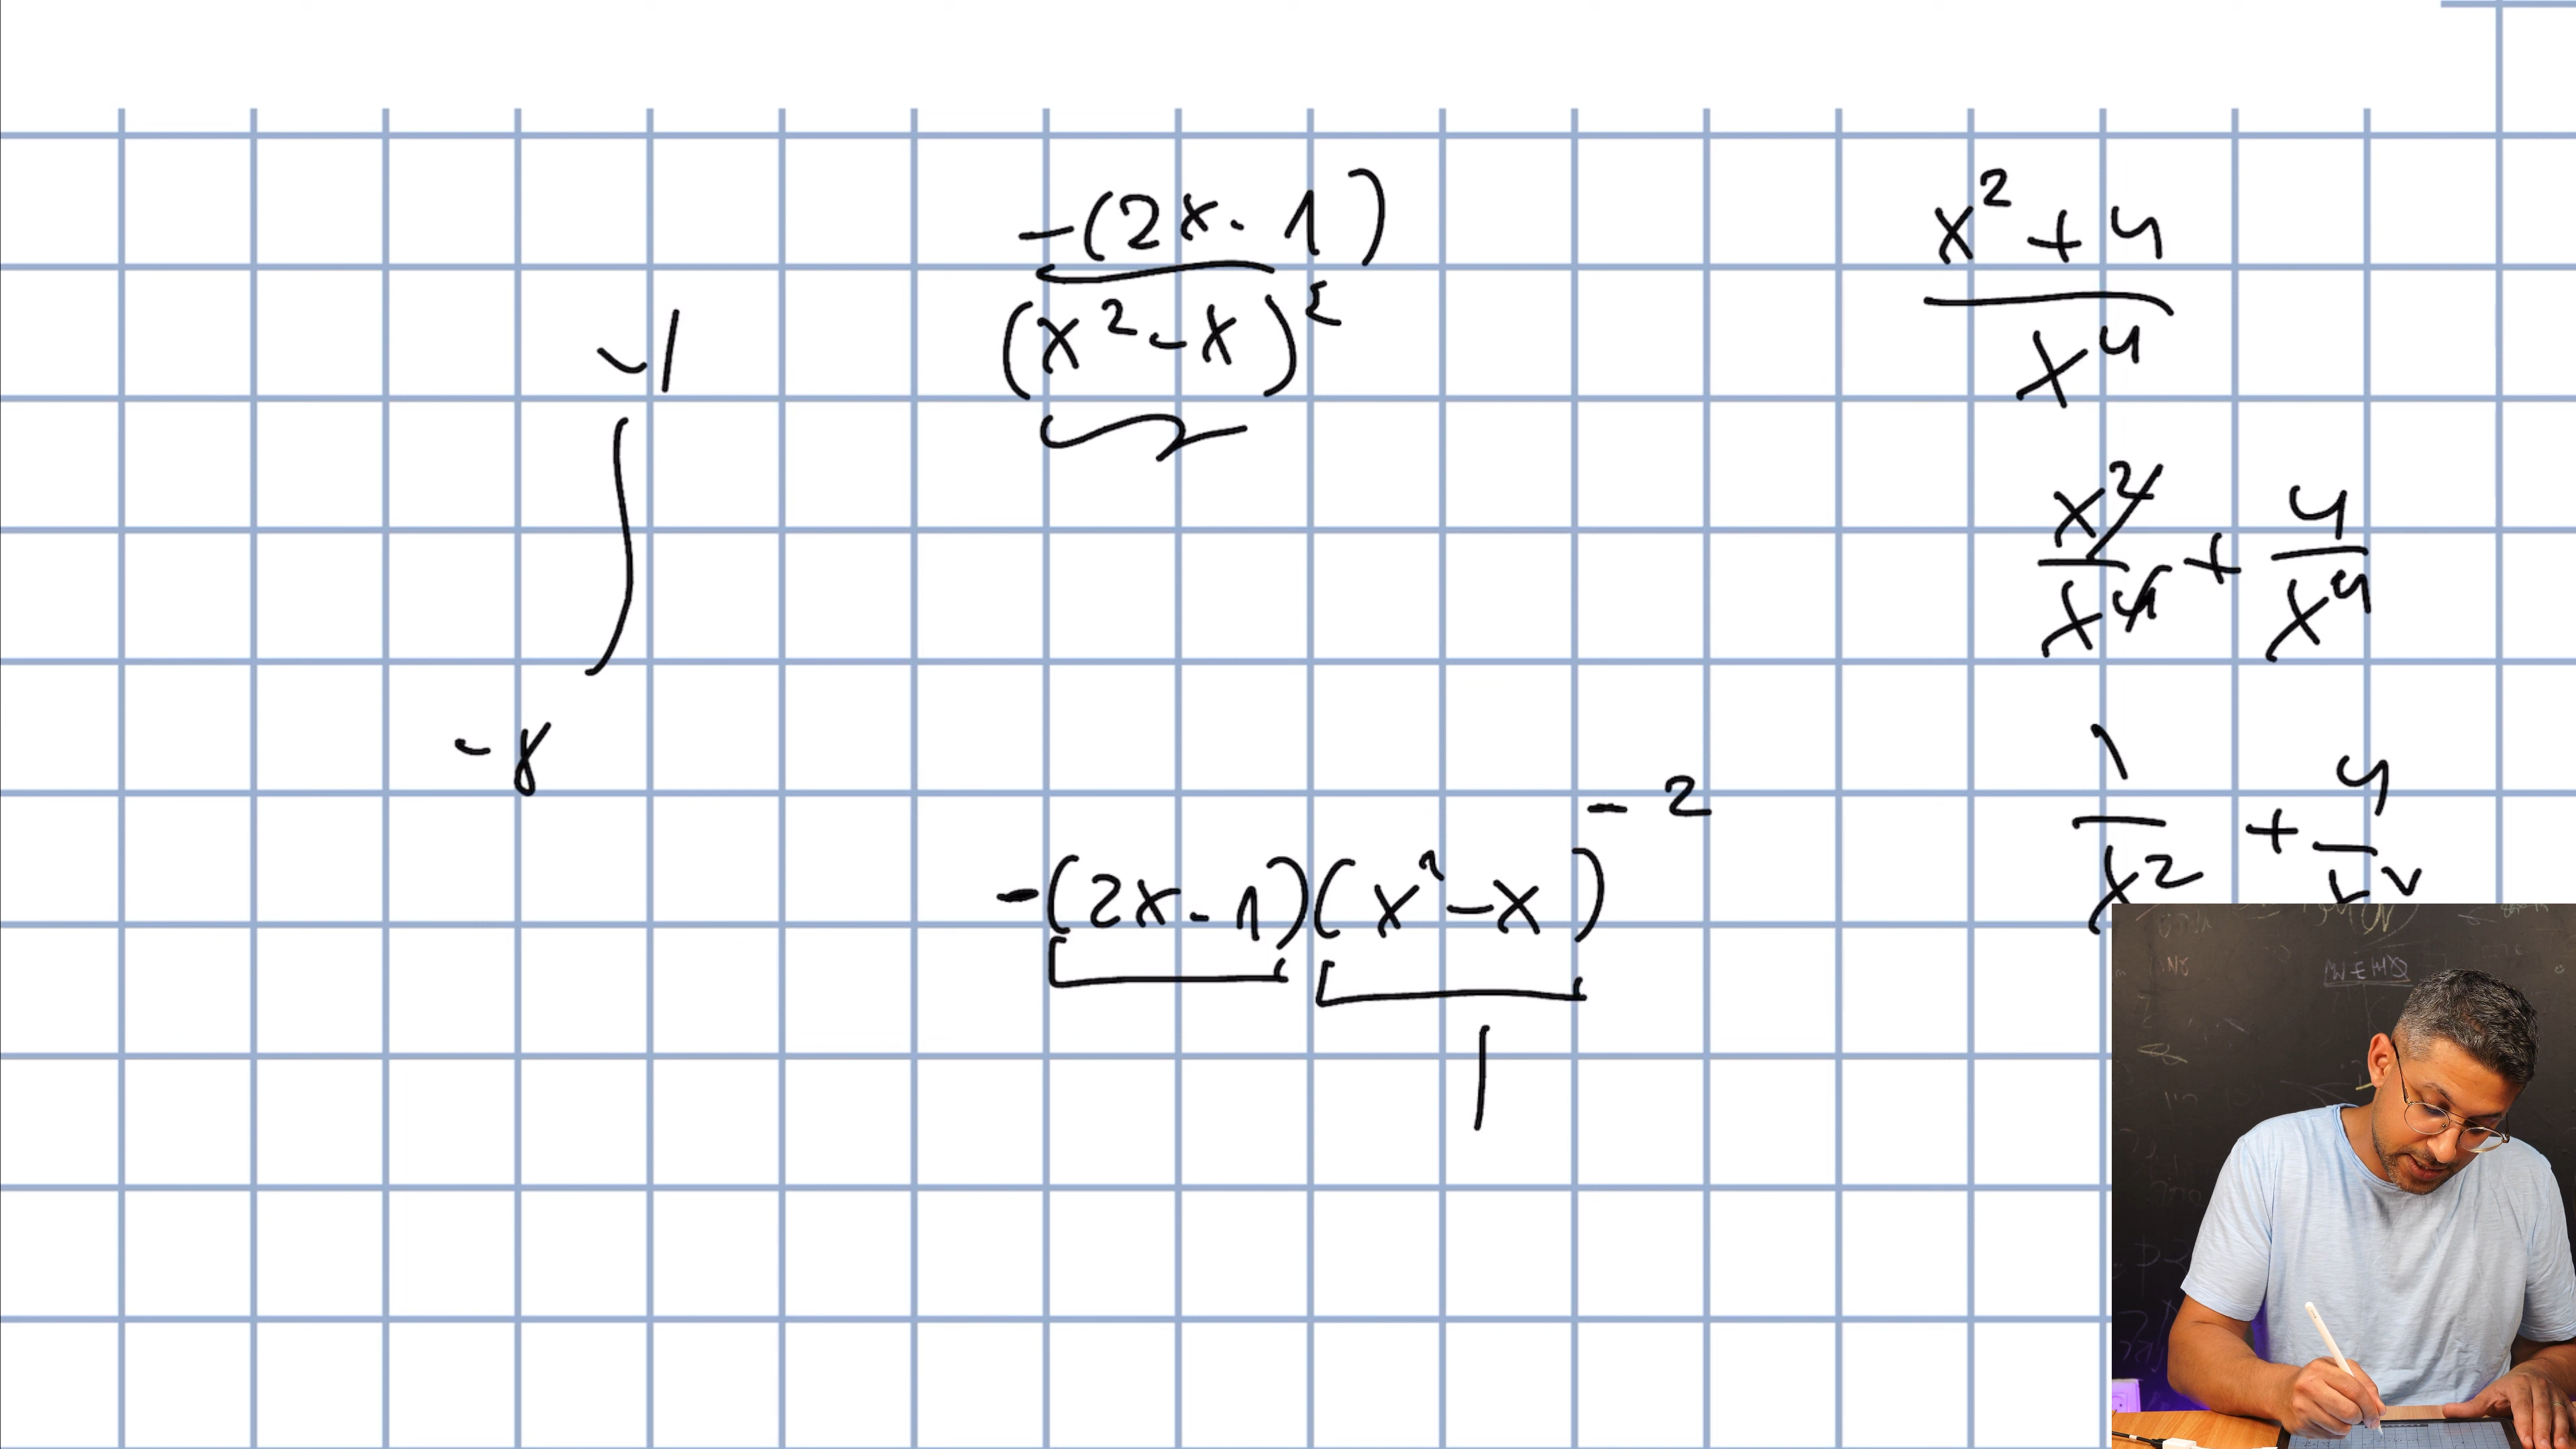 -(2x-1)
(x²-x)²
-1
∫
-8
-(2x-1)(x²-x)⁻²
x²+4
x⁴
x²/x⁴ + 4/x⁴
1/x² + 4/